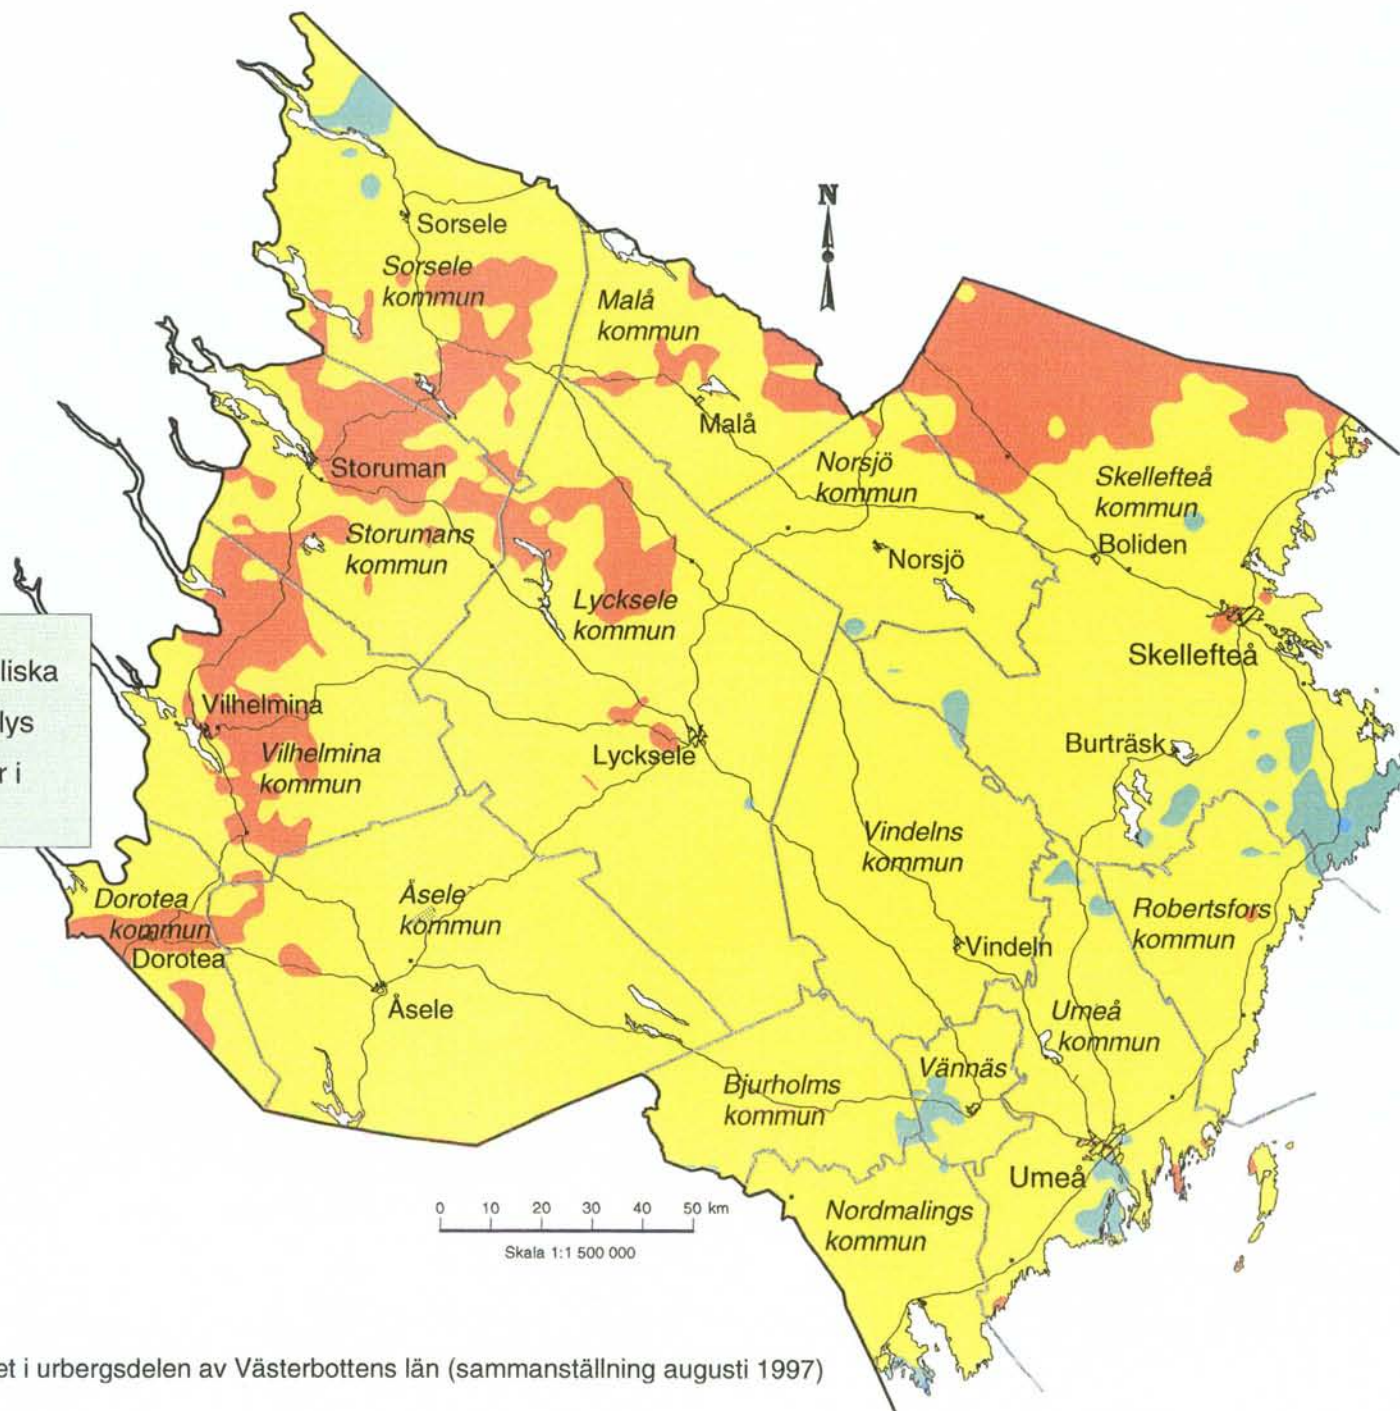 N
Sorsele
Sorsele
kommun
Malå
kommun
Malå
Storuman
Norsjö
kommun
Skellefteå
kommun
Storumans
kommun
Boliden
Norsjö
Lycksele
kommun
liska
lys
r i
Skellefteå
Vilhelmina
Burträsk
Vilhelmina
kommun
Lycksele
Vindelns
kommun
Dorotea
kommun
Dorotea
Åsele
kommun
Robertsfors
kommun
Vindeln
Åsele
Umeå
kommun
Vännäs
Bjurholms
kommun
Umeå
Nordmalings
kommun
0 10 20 30 40 50 km
Skala 1:1 500 000
et i urbergsdelen av Västerbottens län (sammanställning augusti 1997)